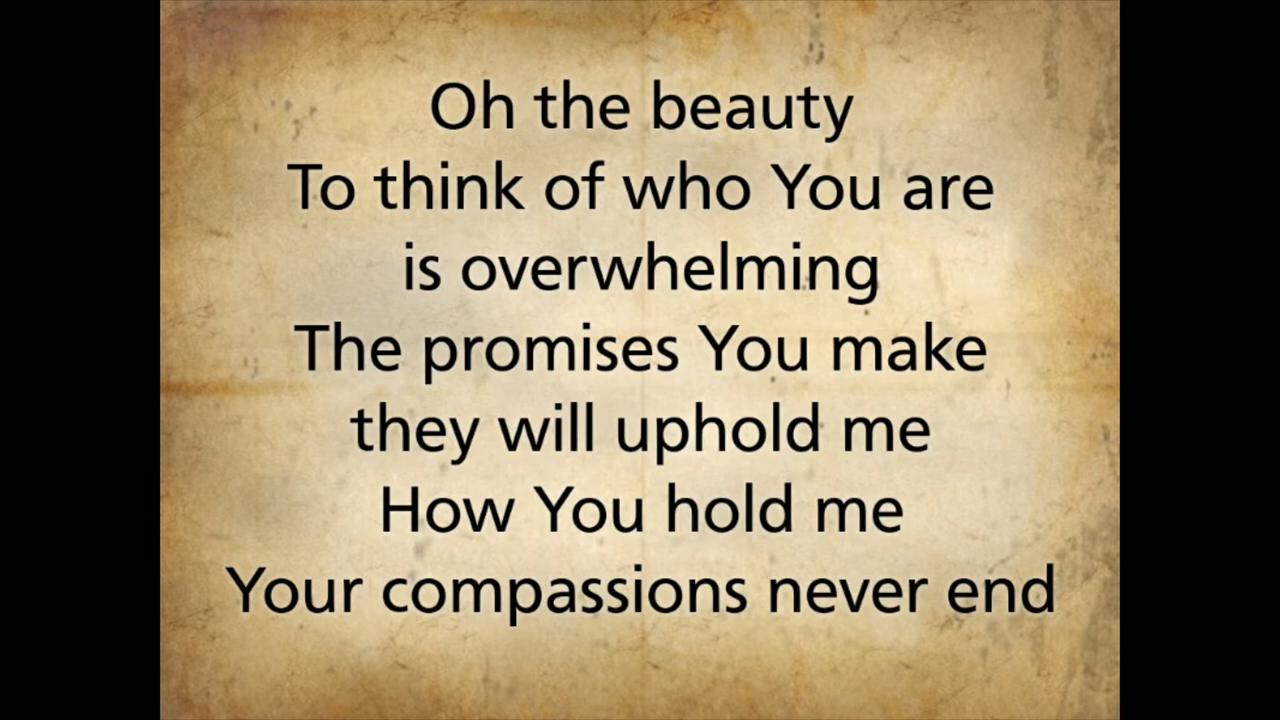 Oh the beauty
To think of who You are
is overwhelming
The promises You make
they will uphold me
How You hold me
Your compassions never end